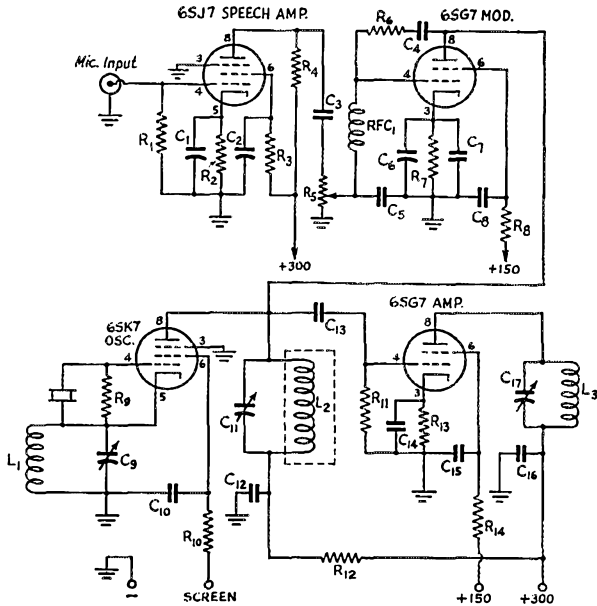 6SJ7 SPEECH AMP.
6SG7 MOD.
Mic. Input
8
3
6
4
5
R1
C1
R2
C2
R3
R4
C3
R5
+300
R6
C4
8
4
6
3
RFC1
C6
R7
C7
C5
C8
R8
+150
6SK7
OSC.
8
3
4
6
5
R9
L1
C9
C10
R10
SCREEN
−
C13
C11
L2
C12
R12
6SG7 AMP.
8
4
6
3
R11
C14
R13
C15
R14
+150
C17
L3
C16
+300